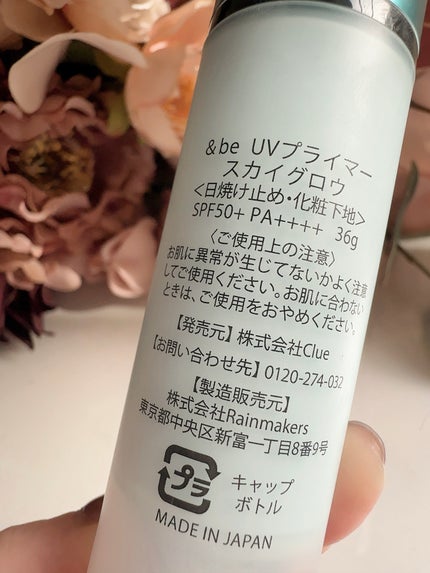 &be UVプライマー
スカイグロウ
<日焼け止め・化粧下地>
SPF50+ PA++++ 36g
〈ご使用上の注意〉
お肌に異常が生じてないかよく注意
してご使用ください。お肌に合わない
ときは、ご使用をおやめください。
【発売元】株式会社Clue
【お問い合わせ先】0120-274-032
【製造販売元】
株式会社Rainmakers
東京都中央区新富一丁目8番9号
プラ
キャップ
ボトル
MADE IN JAPAN